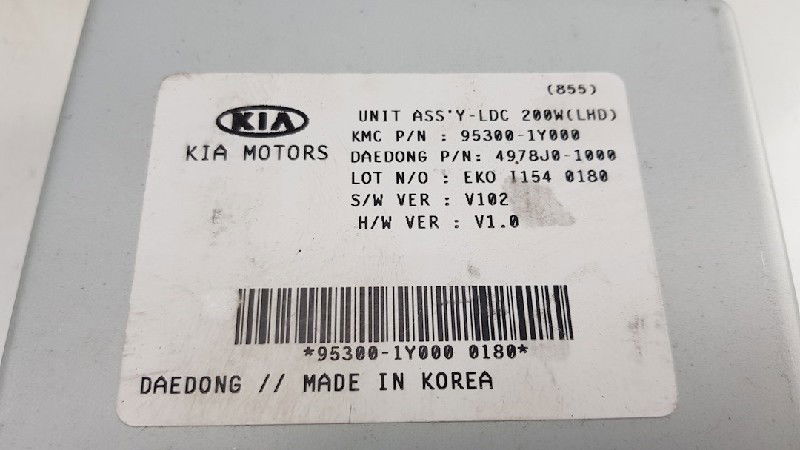 (855)
KIA
KIA MOTORS
UNIT ASS'Y-LDC 200W(LHD)
KMC P/N : 95300-1Y000
DAEDONG P/N: 4978J0-1000
LOT N/O : EKO I154 0180
S/W VER : V102
H/W VER : V1.0
*95300-1Y000 0180*
DAEDONG // MADE IN KOREA